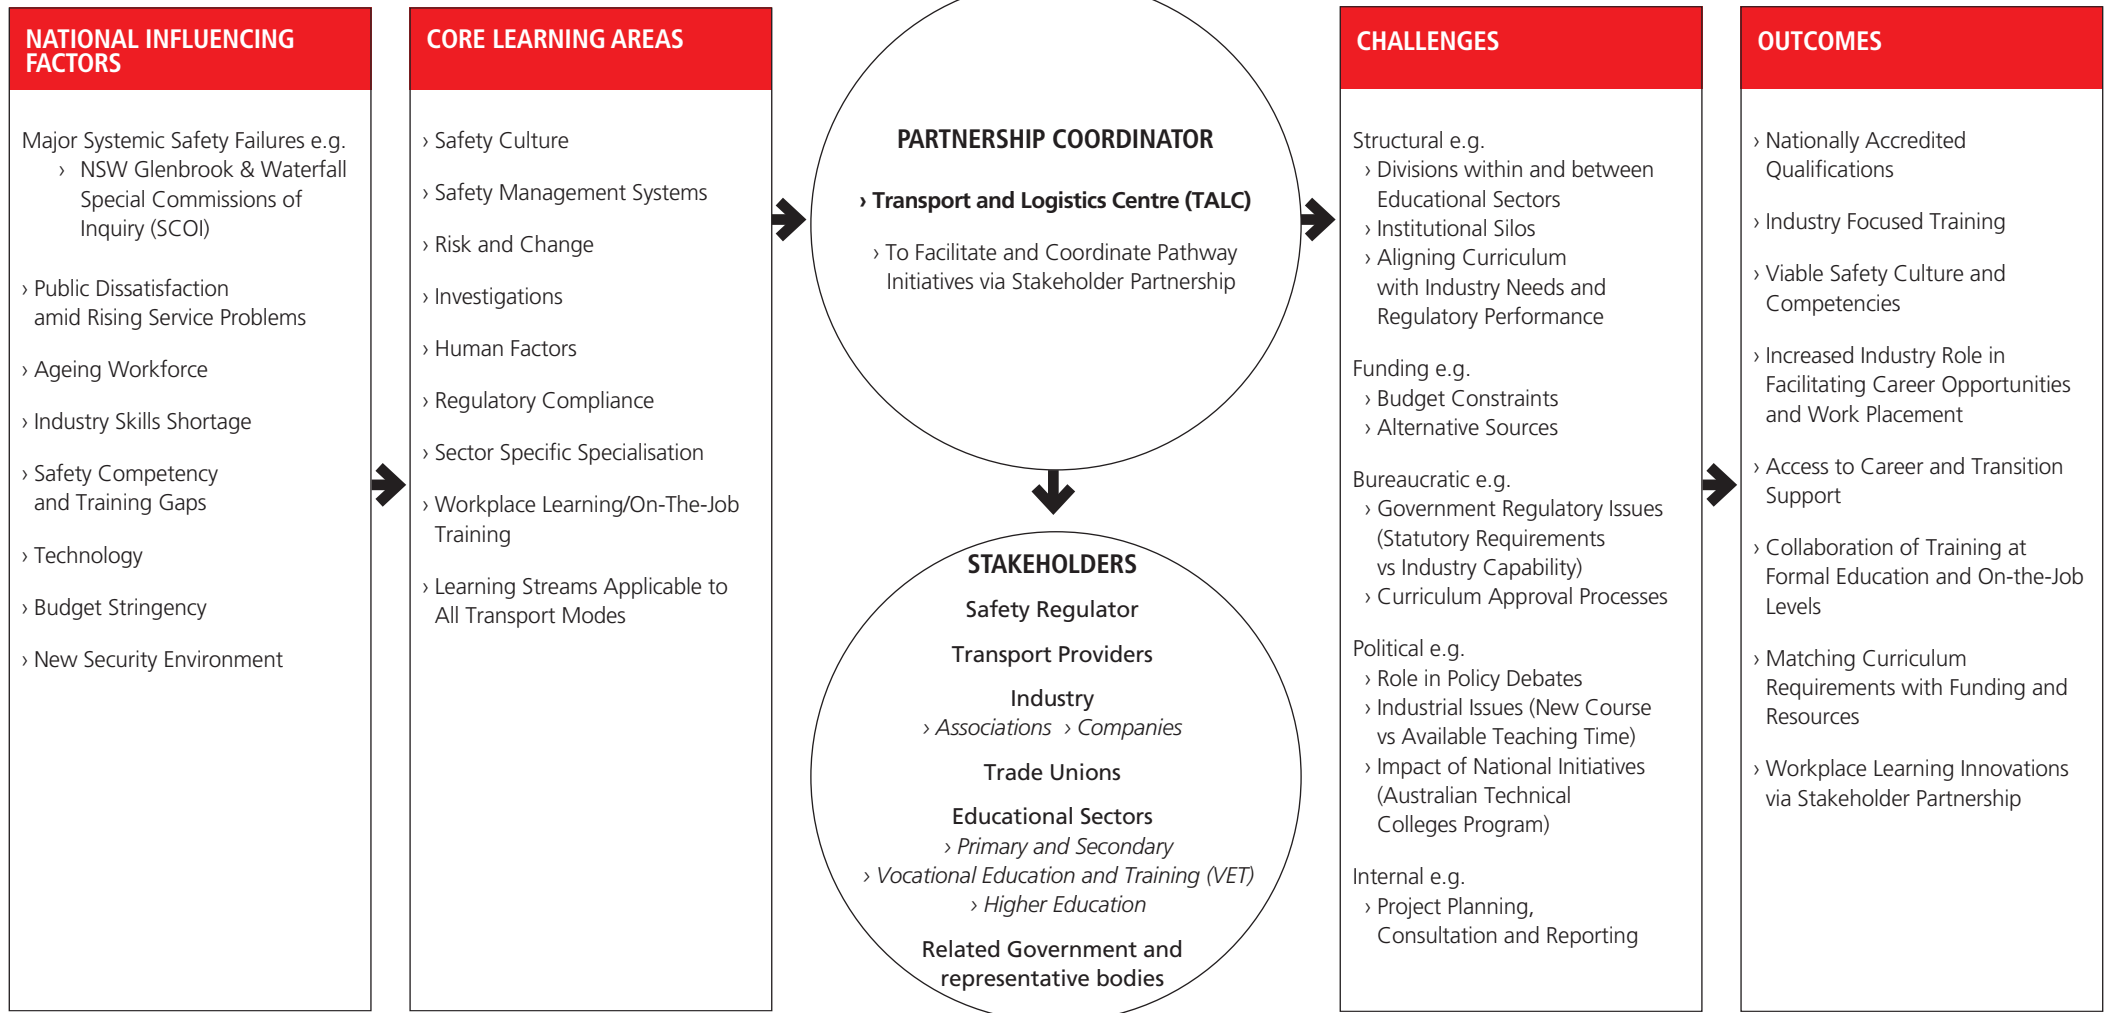 NATIONAL INFLUENCING
FACTORS
Major Systemic Safety Failures e.g.
› NSW Glenbrook & Waterfall
Special Commissions of
Inquiry (SCOI)
› Public Dissatisfaction
amid Rising Service Problems
› Ageing Workforce
› Industry Skills Shortage
› Safety Competency
and Training Gaps
› Technology
› Budget Stringency
› New Security Environment
CORE LEARNING AREAS
› Safety Culture
› Safety Management Systems
› Risk and Change
› Investigations
› Human Factors
› Regulatory Compliance
› Sector Specific Specialisation
› Workplace Learning/On-The-Job
Training
› Learning Streams Applicable to
All Transport Modes
PARTNERSHIP COORDINATOR
› Transport and Logistics Centre (TALC)
› To Facilitate and Coordinate Pathway
Initiatives via Stakeholder Partnership
STAKEHOLDERS
Safety Regulator
Transport Providers
Industry
› Associations › Companies
Trade Unions
Educational Sectors
› Primary and Secondary
› Vocational Education and Training (VET)
› Higher Education
Related Government and
representative bodies
CHALLENGES
Structural e.g.
› Divisions within and between
Educational Sectors
› Institutional Silos
› Aligning Curriculum
with Industry Needs and
Regulatory Performance
Funding e.g.
› Budget Constraints
› Alternative Sources
Bureaucratic e.g.
› Government Regulatory Issues
(Statutory Requirements
vs Industry Capability)
› Curriculum Approval Processes
Political e.g.
› Role in Policy Debates
› Industrial Issues (New Course
vs Available Teaching Time)
› Impact of National Initiatives
(Australian Technical
Colleges Program)
Internal e.g.
› Project Planning,
Consultation and Reporting
OUTCOMES
› Nationally Accredited
Qualifications
› Industry Focused Training
› Viable Safety Culture and
Competencies
› Increased Industry Role in
Facilitating Career Opportunities
and Work Placement
› Access to Career and Transition
Support
› Collaboration of Training at
Formal Education and On-the-Job
Levels
› Matching Curriculum
Requirements with Funding and
Resources
› Workplace Learning Innovations
via Stakeholder Partnership